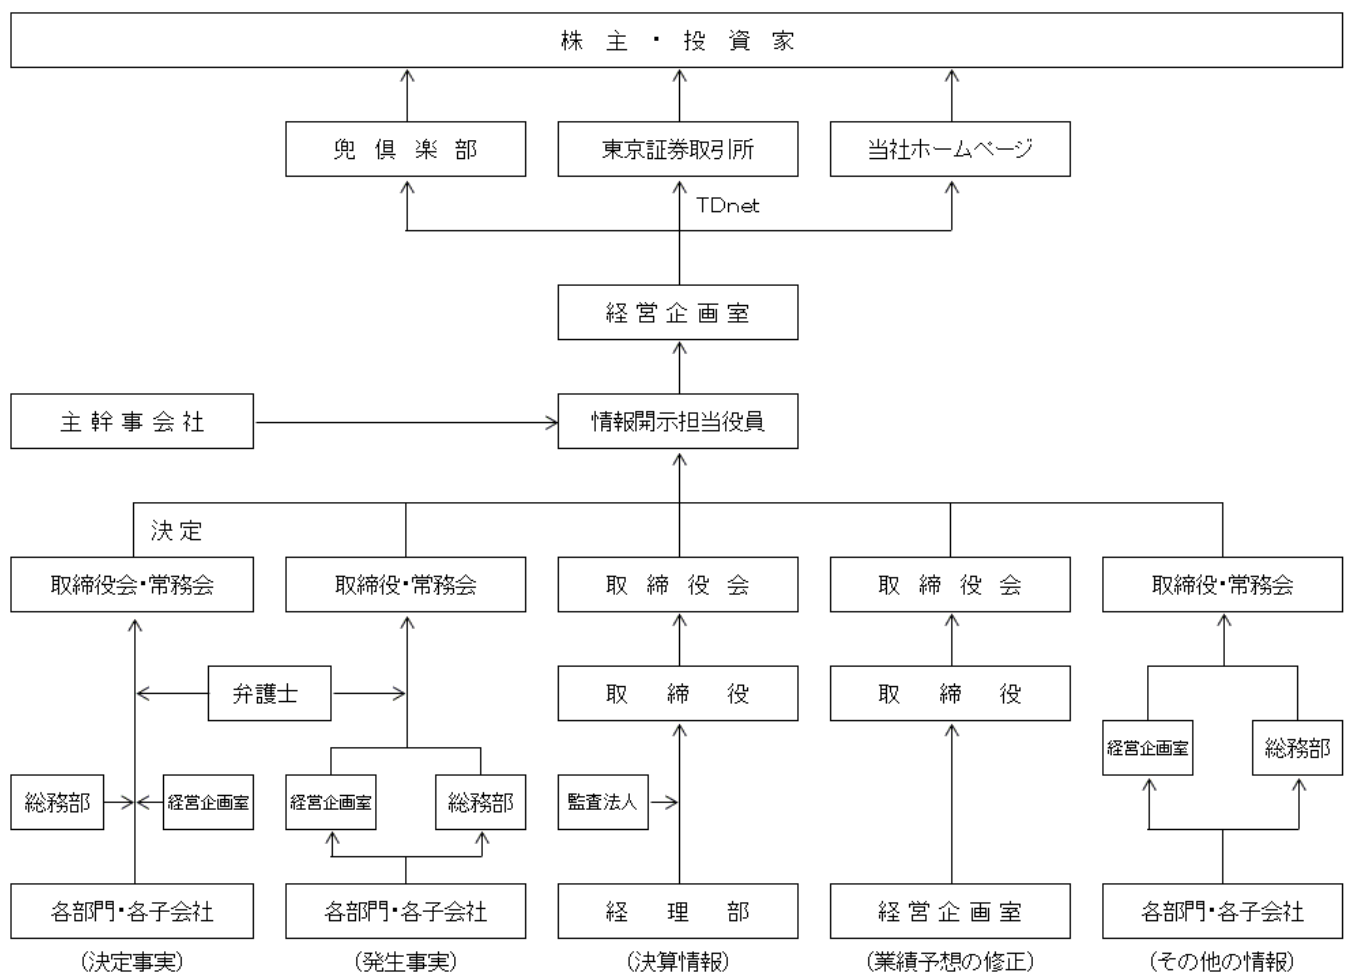 株主・投資家
兜倶楽部
東京証券取引所
当社ホームページ
TDnet
経営企画室
主幹事会社
情報開示担当役員
決定
取締役会・常務会
取締役・常務会
取締役会
取締役会
取締役・常務会
弁護士
取締役
取締役
経営企画室
総務部
総務部
経営企画室
経営企画室
総務部
監査法人
各部門・各子会社
各部門・各子会社
経理部
経営企画室
各部門・各子会社
(決定事実)
(発生事実)
(決算情報)
(業績予想の修正)
(その他の情報)